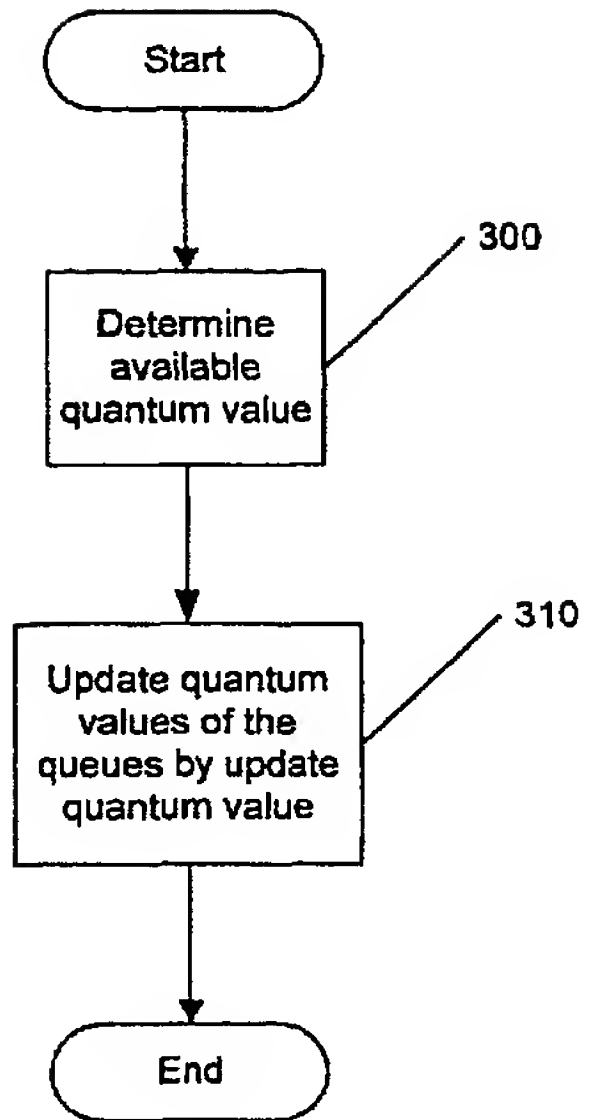 Start
300
Determine
available
quantum value
310
Update quantum
values of the
queues by update
quantum value
End